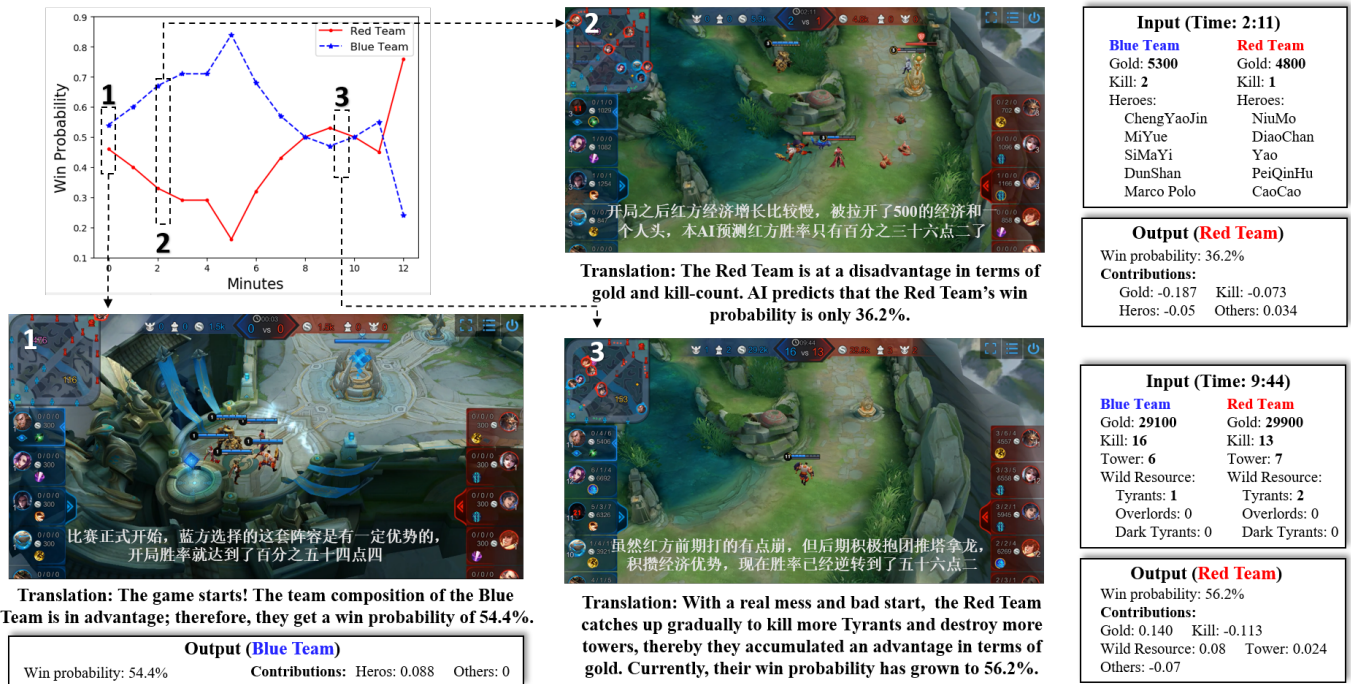 0.9
0.8
0.7
0.6
0.5
0.4
0.3
0.2
0.1
Win Probability
Red Team
Blue Team
1
2
3
0
2
4
6
8
10
12
Minutes
2
2 vs 1
开局之后红方经济增长比较慢，被拉开了500的经济和一
个人头，本AI预测红方胜率只有百分之三十六点二了
Translation: The Red Team is at a disadvantage in terms of
gold and kill-count. AI predicts that the Red Team's win
probability is only 36.2%.
Input (Time: 2:11)
Blue Team Red Team
Gold: 5300 Gold: 4800
Kill: 2 Kill: 1
Heroes: Heroes:
ChengYaoJin NiuMo
MiYue DiaoChan
SiMaYi Yao
DunShan PeiQinHu
Marco Polo CaoCao
Output (Red Team)
Win probability: 36.2%
Contributions:
Gold: -0.187 Kill: -0.073
Heros: -0.05 Others: 0.034
1
00:03
0 vs 0
比赛正式开始，蓝方选择的这套阵容是有一定优势的，
开局胜率就达到了百分之五十四点四
Translation: The game starts! The team composition of the Blue
Team is in advantage; therefore, they get a win probability of 54.4%.
Output (Blue Team)
Win probability: 54.4% Contributions: Heros: 0.088 Others: 0
3
09:44
16 vs 13
虽然红方前期打的有点崩，但后期积极抱团推塔拿龙，
积攒经济优势，现在胜率已经逆转到了五十六点二
Translation: With a real mess and bad start, the Red Team
catches up gradually to kill more Tyrants and destroy more
towers, thereby they accumulated an advantage in terms of
gold. Currently, their win probability has grown to 56.2%.
Input (Time: 9:44)
Blue Team Red Team
Gold: 29100 Gold: 29900
Kill: 16 Kill: 13
Tower: 6 Tower: 7
Wild Resource: Wild Resource:
Tyrants: 1 Tyrants: 2
Overlords: 0 Overlords: 0
Dark Tyrants: 0 Dark Tyrants: 0
Output (Red Team)
Win probability: 56.2%
Contributions:
Gold: 0.140 Kill: -0.113
Wild Resource: 0.08 Tower: 0.024
Others: -0.07